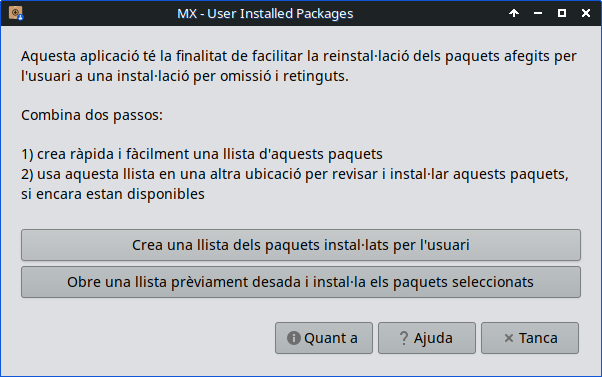 MX - User Installed Packages
Aquesta aplicació té la finalitat de facilitar la reinstal·lació dels paquets afegits per
l'usuari a una instal·lació per omissió i retinguts.
Combina dos passos:
1) crea ràpida i fàcilment una llista d'aquests paquets
2) usa aquesta llista en una altra ubicació per revisar i instal·lar aquests paquets,
si encara estan disponibles
Crea una llista dels paquets instal·lats per l'usuari
Obre una llista prèviament desada i instal·la els paquets seleccionats
Quant a
Ajuda
Tanca